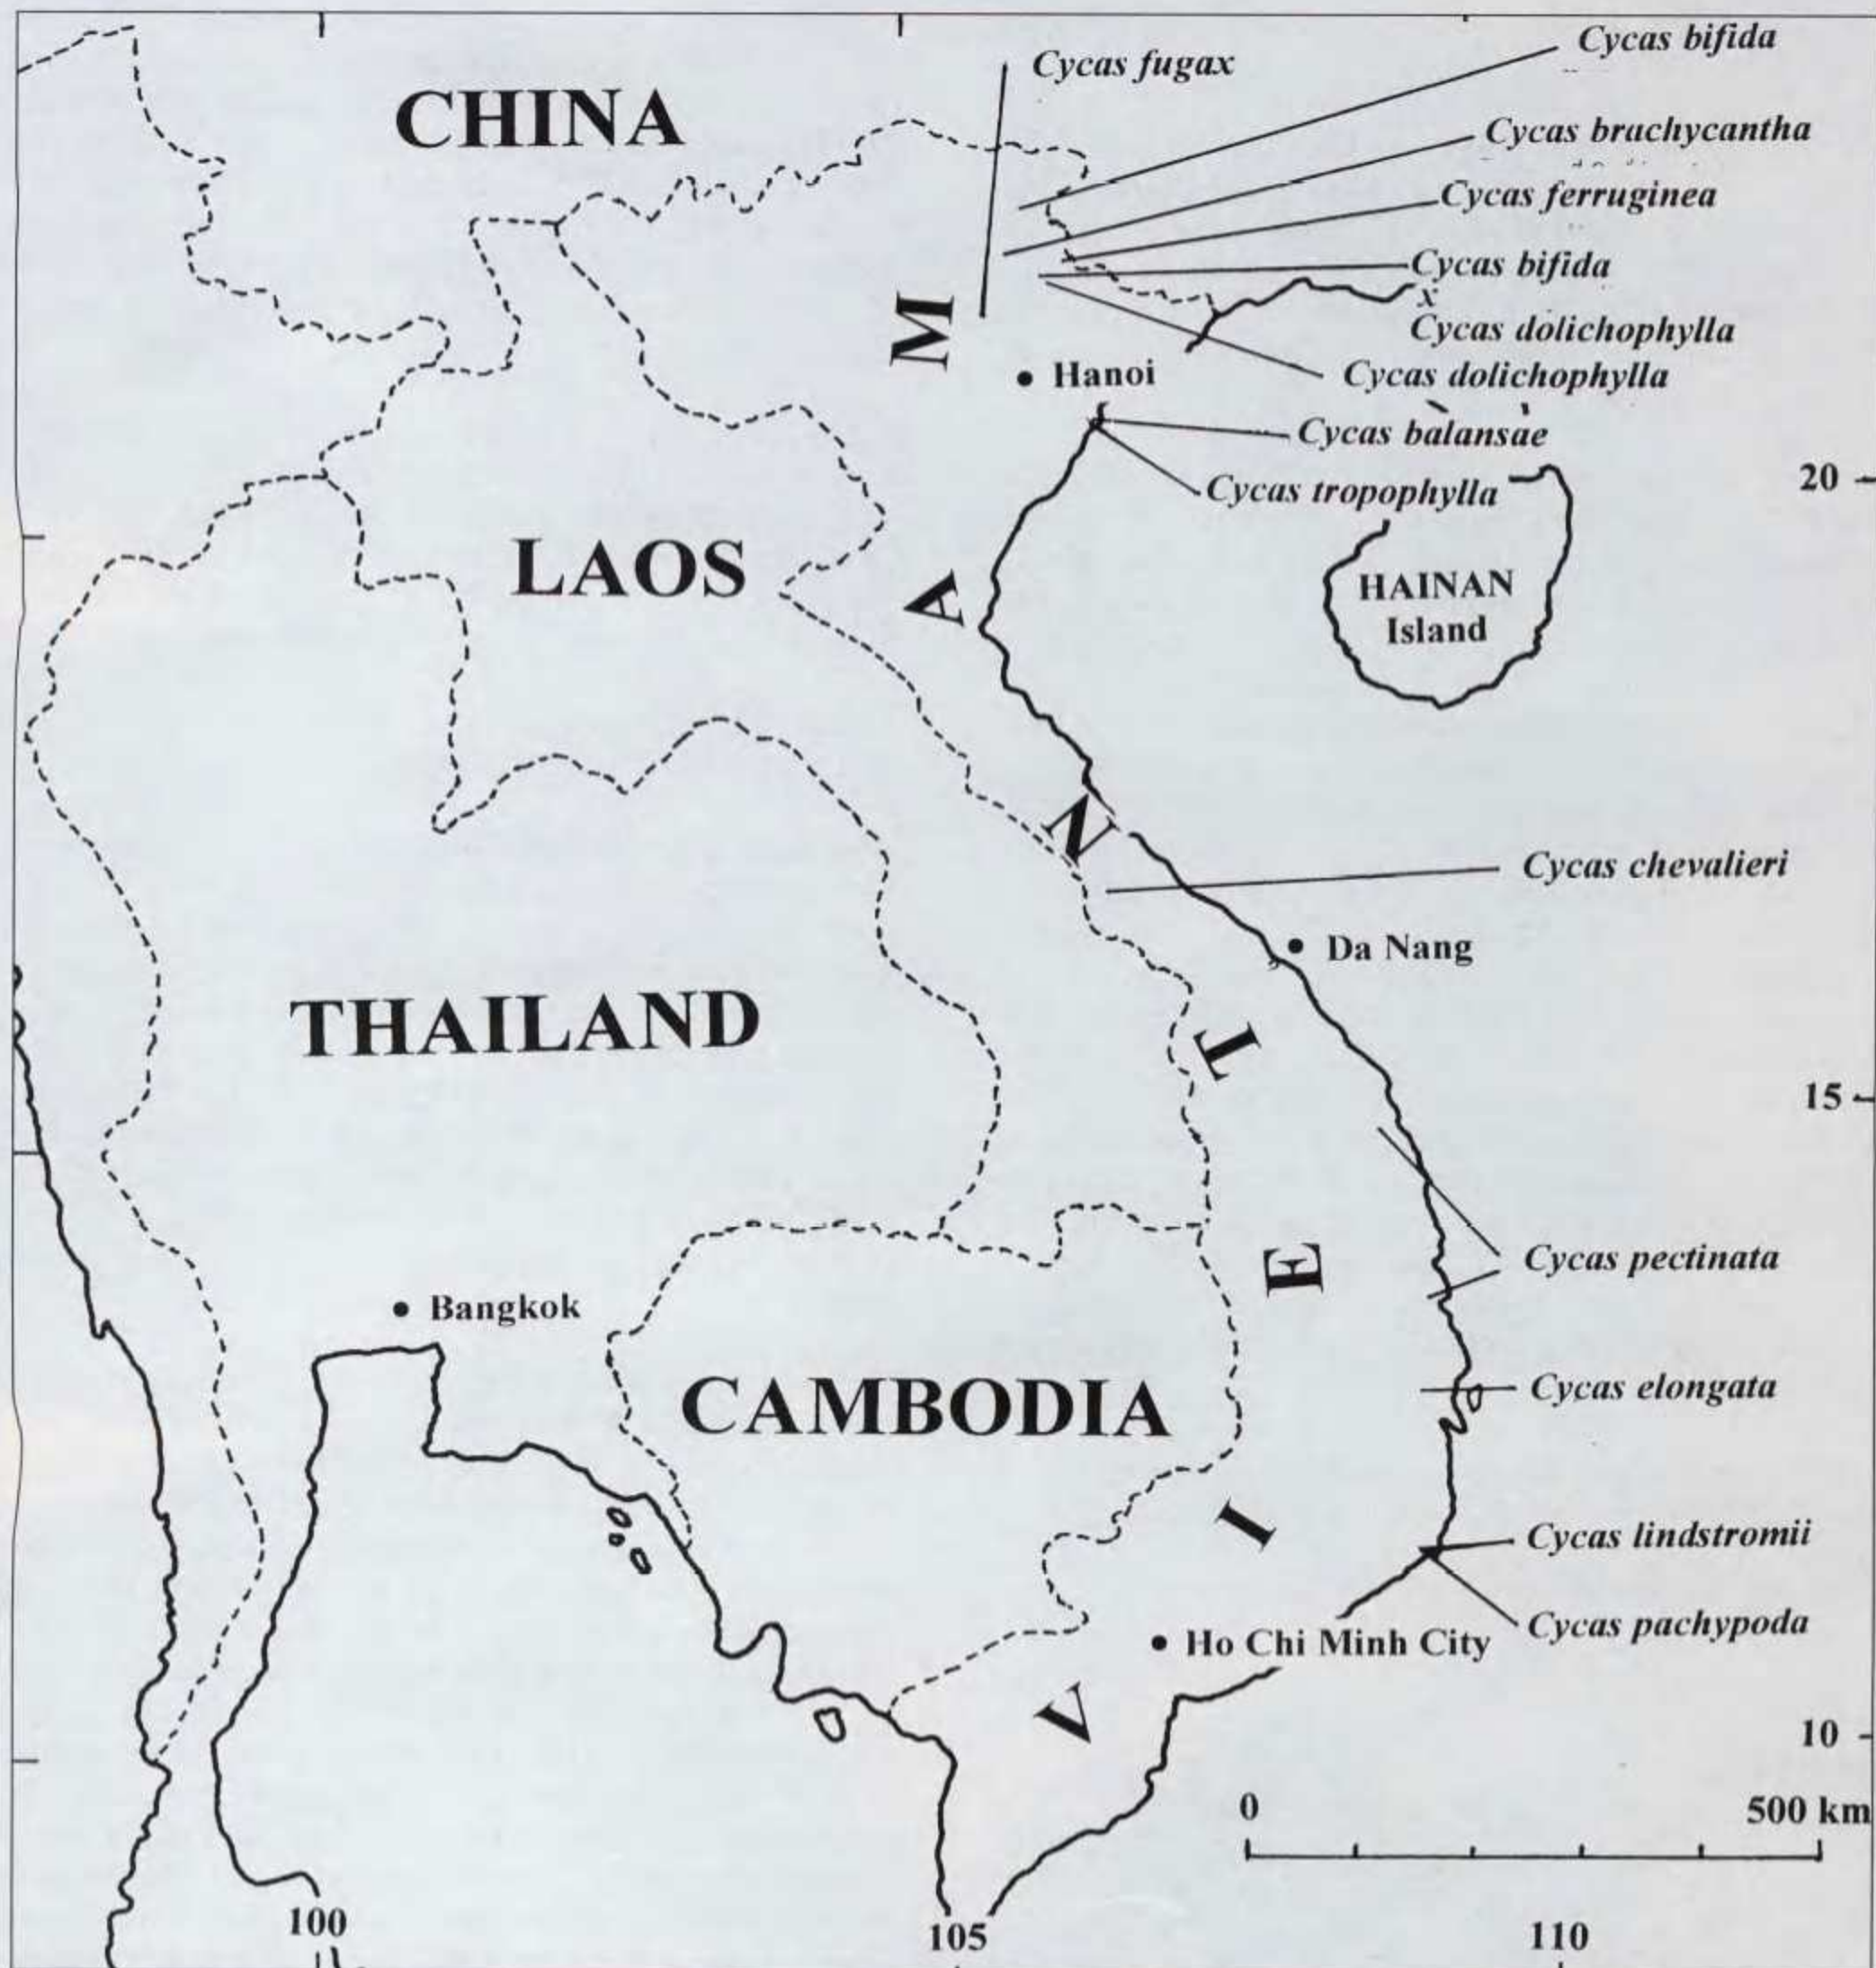 Cycas bifida
Cycas fugax
CHINA
Cycas brachycantha
Cycas ferruginea
Cycas bifida
x
Cycas dolichophylla
Hanoi
Cycas dolichophylla
Cycas balansae
Cycas tropophylla
20
LAOS
HAINAN
Island
Cycas chevalieri
Da Nang
THAILAND
15
Cycas pectinata
Bangkok
CAMBODIA
Cycas elongata
Cycas lindstromii
Cycas pachypoda
Ho Chi Minh City
VIETNAM
10
0
500 km
100
105
110